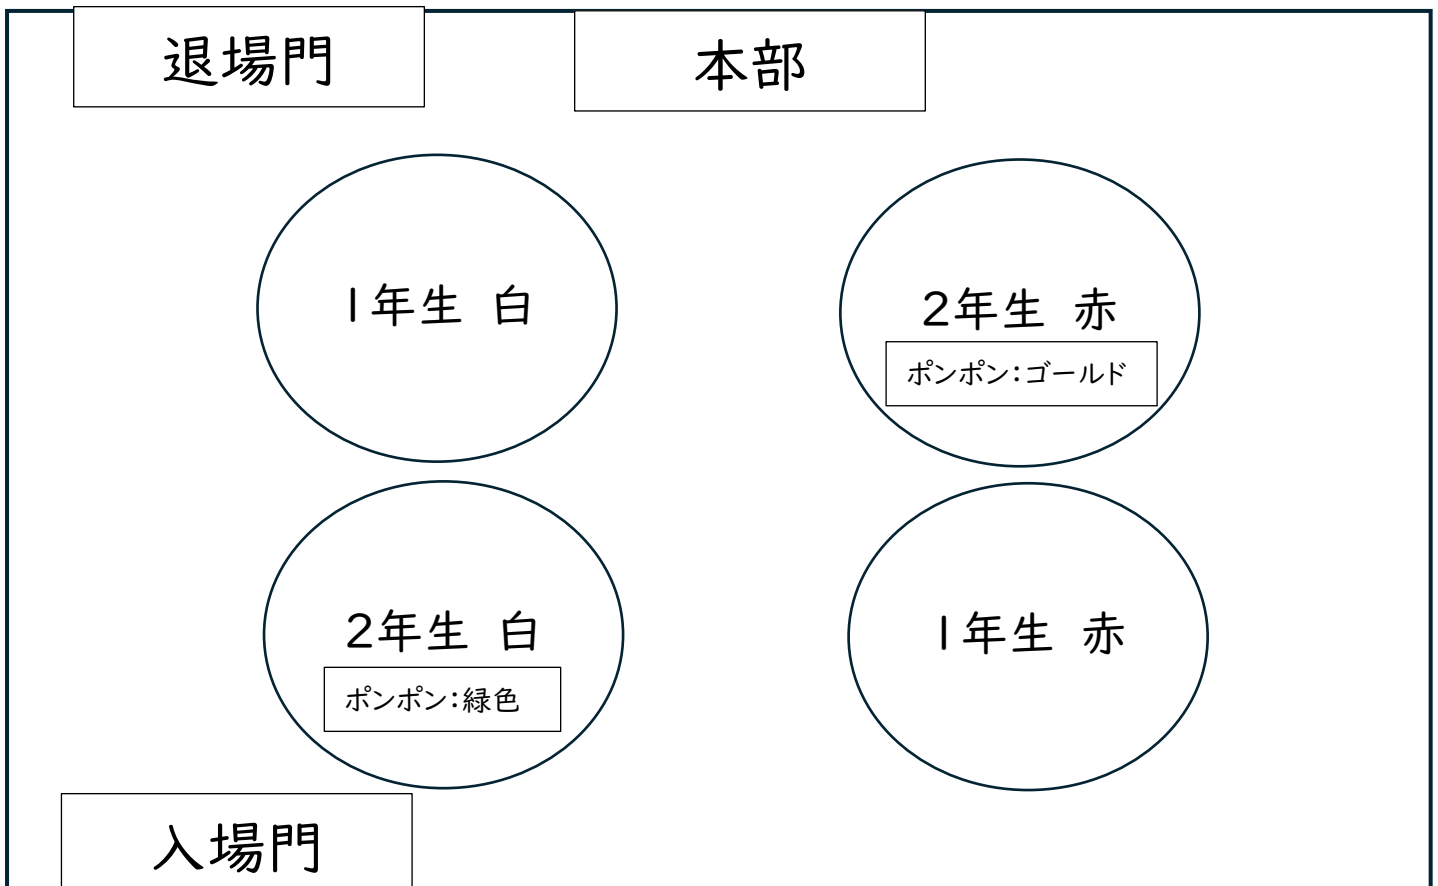 退場門
本部
1年生 白
2年生 赤
ポンポン：ゴールド
2年生 白
ポンポン：緑色
1年生 赤
入場門